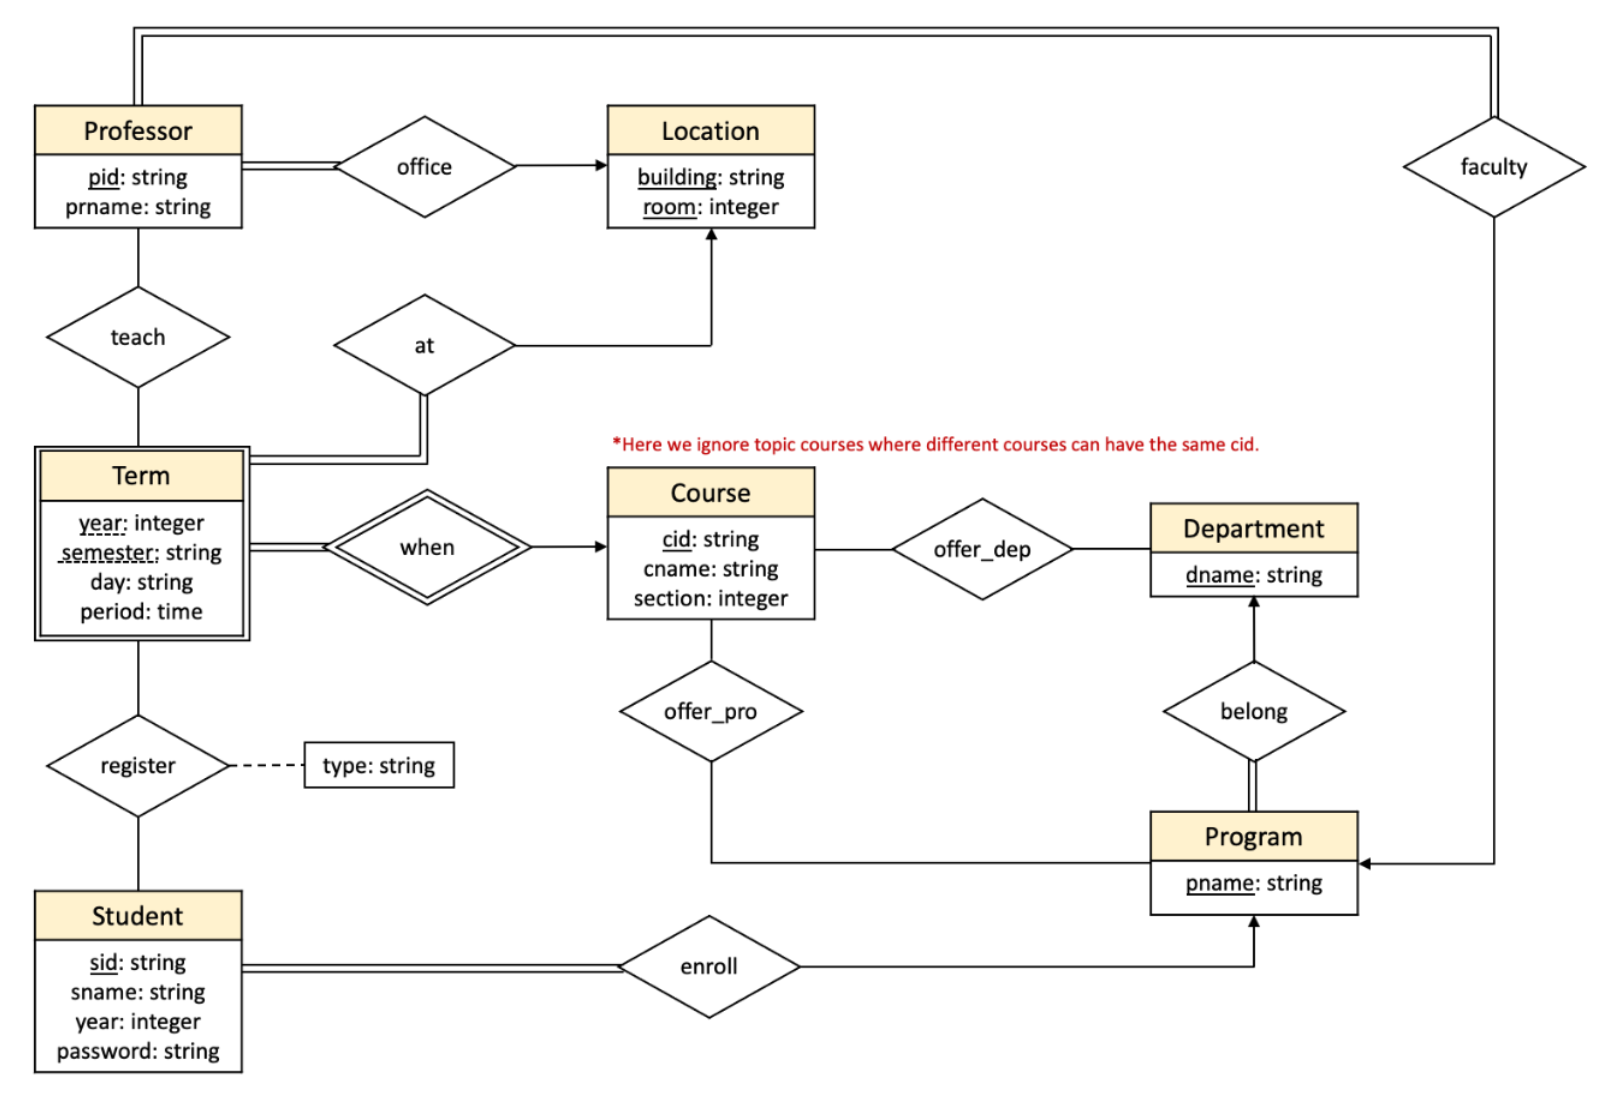 Professor
pid: string
prname: string
office
Location
building: string
room: integer
faculty
teach
at
*Here we ignore topic courses where different courses can have the same cid.
Term
year: integer
semester: string
day: string
period: time
when
Course
cid: string
cname: string
section: integer
offer_dep
Department
dname: string
offer_pro
belong
register
type: string
Program
pname: string
Student
sid: string
sname: string
year: integer
password: string
enroll